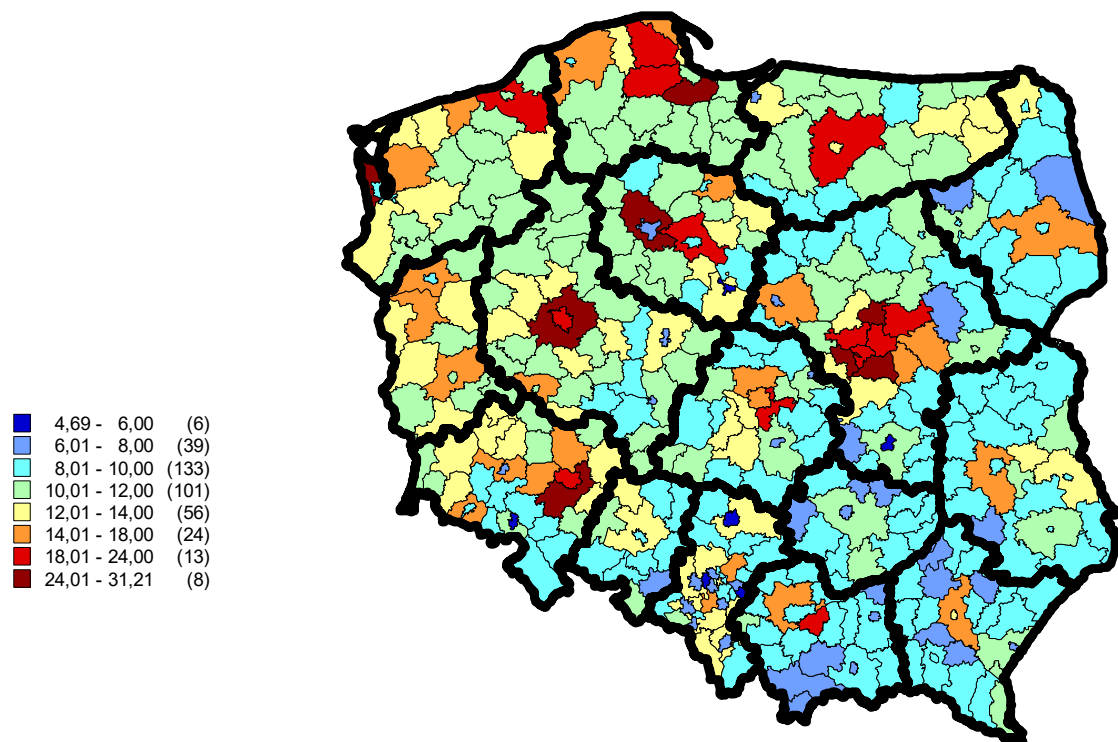 4,69 - 6,00 (6)
6,01 - 8,00 (39)
8,01 - 10,00 (133)
10,01 - 12,00 (101)
12,01 - 14,00 (56)
14,01 - 18,00 (24)
18,01 - 24,00 (13)
24,01 - 31,21 (8)